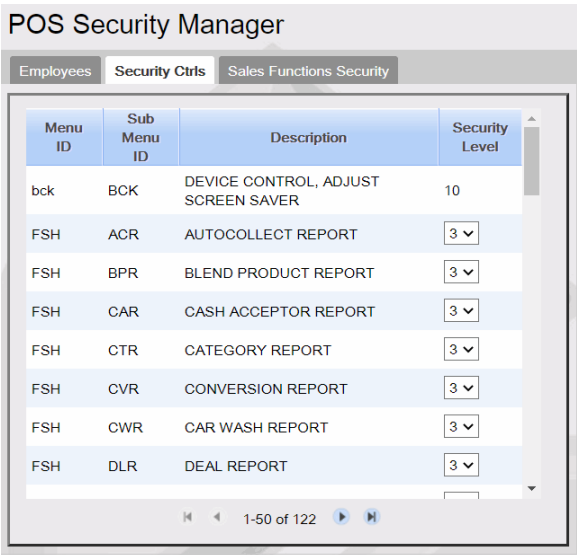 POS Security Manager
Employees Security Ctrls Sales Functions Security
Menu ID Sub Menu ID Description Security Level
bck BCK DEVICE CONTROL, ADJUST SCREEN SAVER 10
FSH ACR AUTOCOLLECT REPORT 3
FSH BPR BLEND PRODUCT REPORT 3
FSH CAR CASH ACCEPTOR REPORT 3
FSH CTR CATEGORY REPORT 3
FSH CVR CONVERSION REPORT 3
FSH CWR CAR WASH REPORT 3
FSH DLR DEAL REPORT 3
1-50 of 122